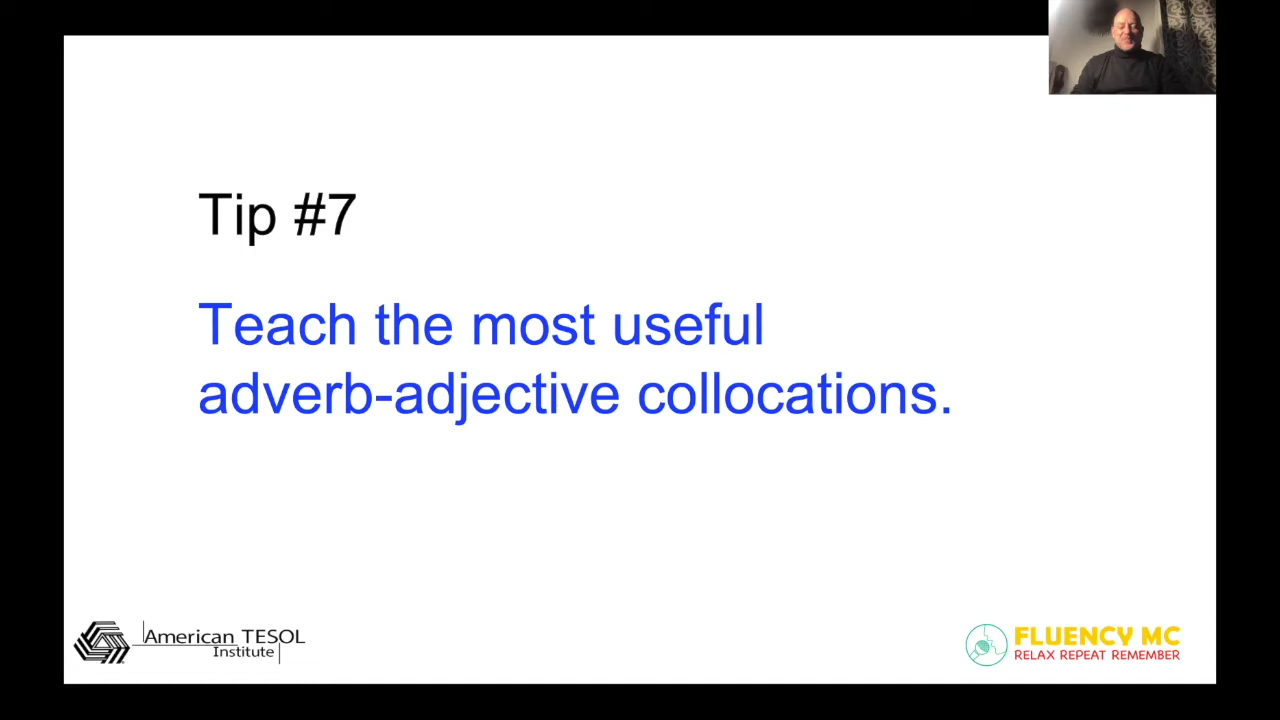 Tip #7
Teach the most useful
adverb-adjective collocations.
American TESOL
Institute
FLUENCY MC
RELAX REPEAT REMEMBER